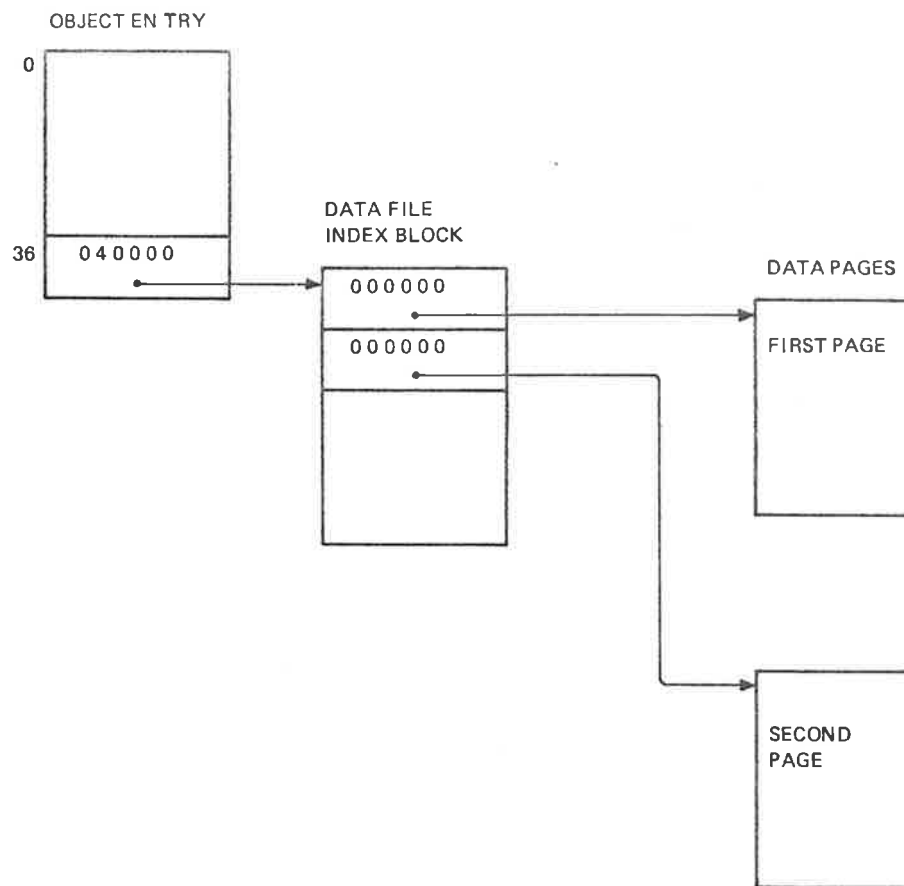 OBJECT EN TRY
0
36
040000
DATA FILE
INDEX BLOCK
000000
000000
DATA PAGES
FIRST PAGE
SECOND
PAGE